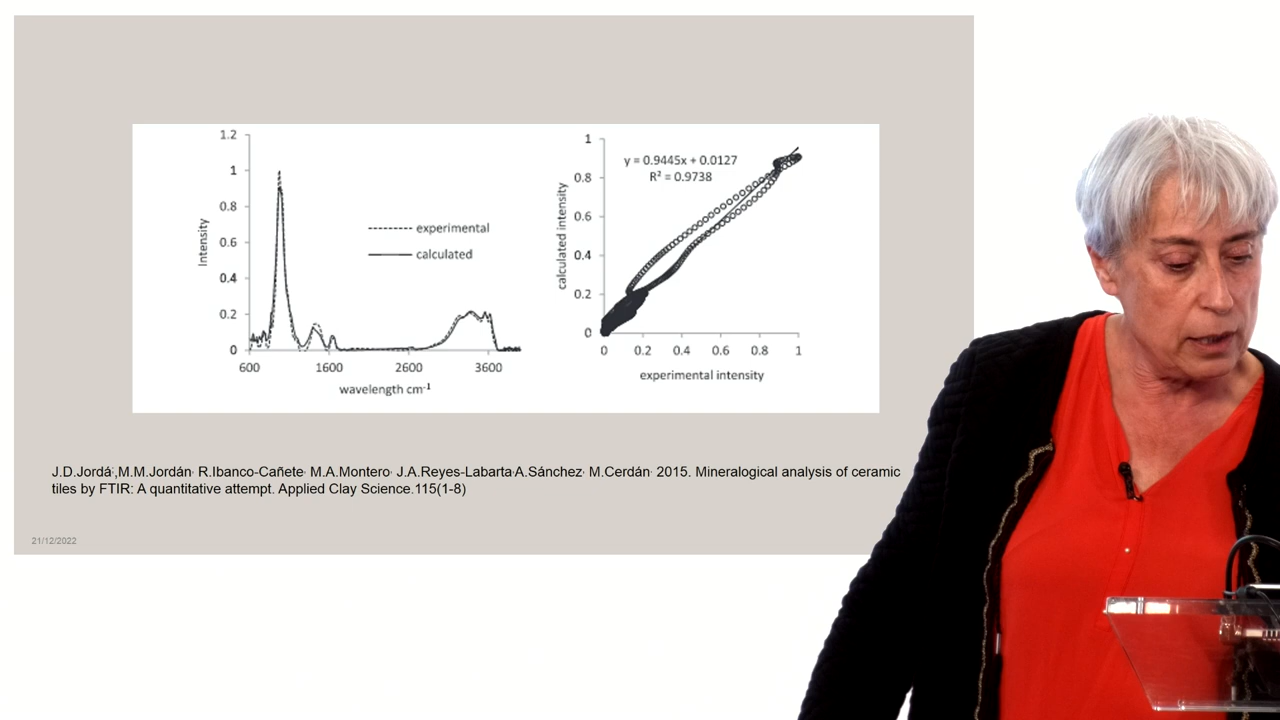 1.2
1
0.8
0.6
0.4
0.2
0
600
1600
2600
3600
Intensity
wavelength cm-1
experimental
calculated
1
0.8
0.6
0.4
0.2
0
0
0.2
0.4
0.6
0.8
1
calculated intensity
experimental intensity
y = 0.9445x + 0.0127
R² = 0.9738
J.D.Jordá,M.M.Jordán, R.Ibanco-Cañete, M.A.Montero, J.A.Reyes-Labarta,A.Sánchez, M.Cerdán, 2015. Mineralogical analysis of ceramic
tiles by FTIR: A quantitative attempt. Applied Clay Science.115(1-8)
21/12/2022